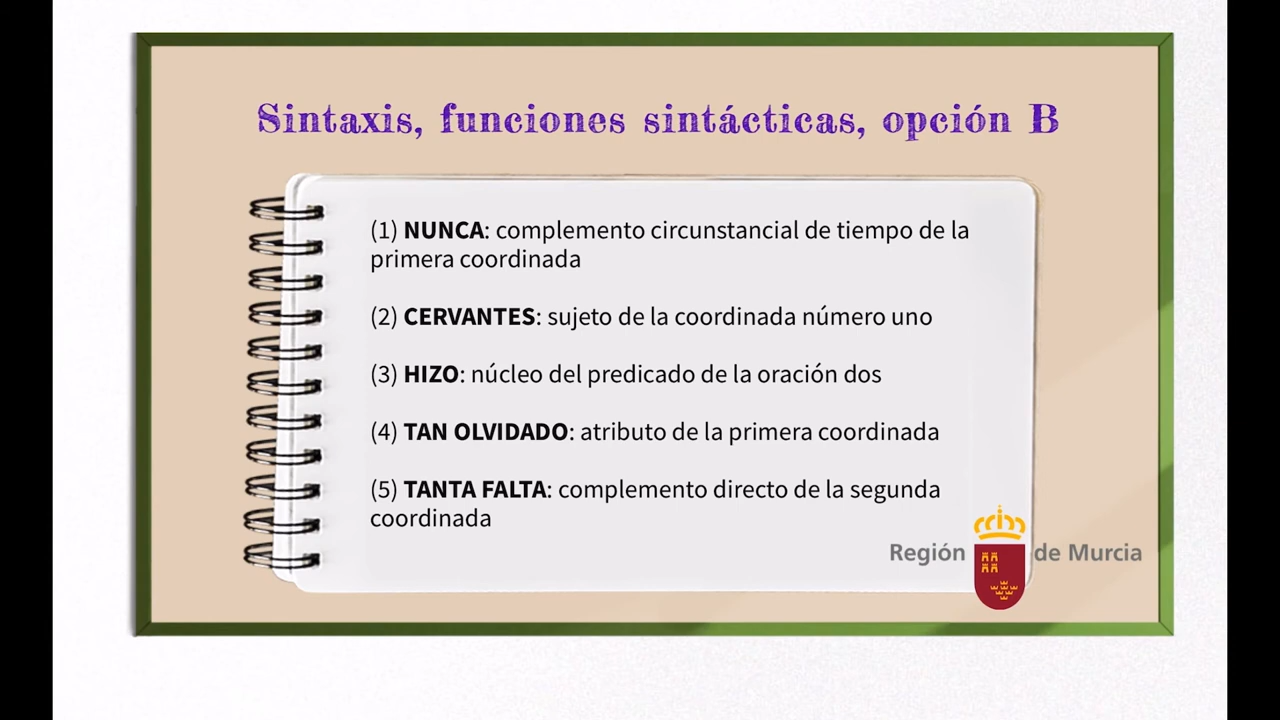 Sintaxis, funciones sintácticas, opción B
(1) NUNCA: complemento circunstancial de tiempo de la
primera coordinada
(2) CERVANTES: sujeto de la coordinada número uno
(3) HIZO: núcleo del predicado de la oración dos
(4) TAN OLVIDADO: atributo de la primera coordinada
(5) TANTA FALTA: complemento directo de la segunda
coordinada
Región de Murcia